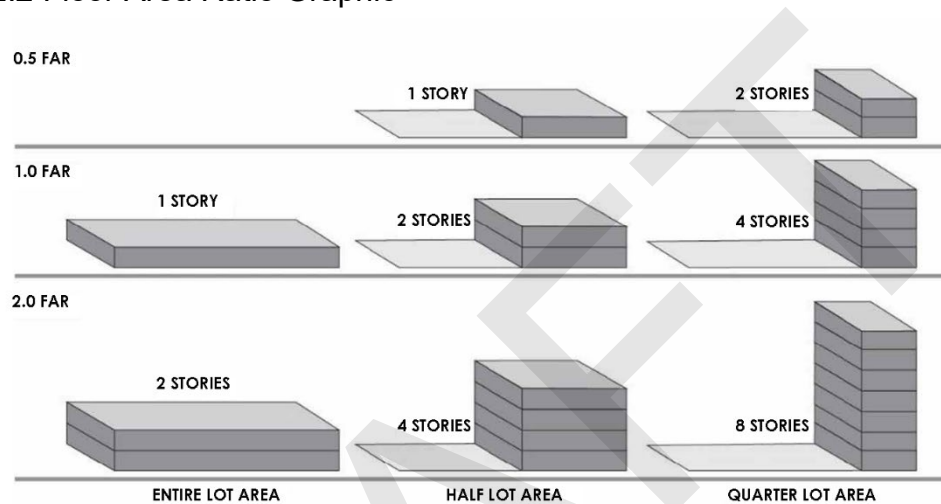 Floor Area Ratio Graphic
0.5 FAR
1 STORY
2 STORIES
1.0 FAR
1 STORY
2 STORIES
4 STORIES
2.0 FAR
2 STORIES
4 STORIES
8 STORIES
ENTIRE LOT AREA
HALF LOT AREA
QUARTER LOT AREA